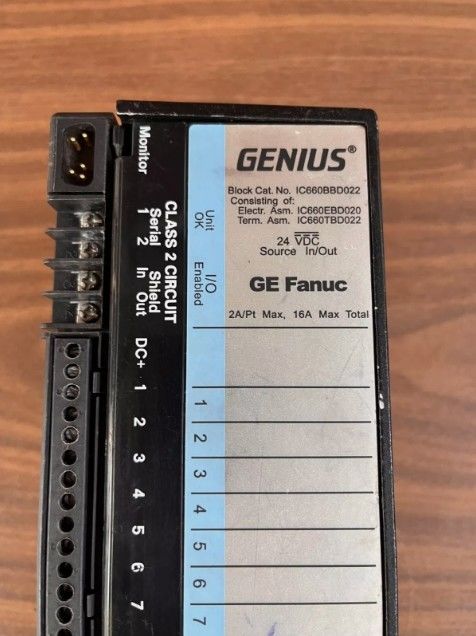 GENIUS®
Block Cat. No. IC660BBD022
Consisting of:
Electr. Asm. IC660EBD020
Term. Asm. IC660TBD022
24 VDC
Source In/Out
GE Fanuc
2A/Pt Max, 16A Max Total
Unit
OK
I/O
Enabled
1
2
3
4
5
6
7
Monitor
CLASS 2 CIRCUIT
Serial Shield
1 2 In Out
DC+
1
2
3
4
5
6
7